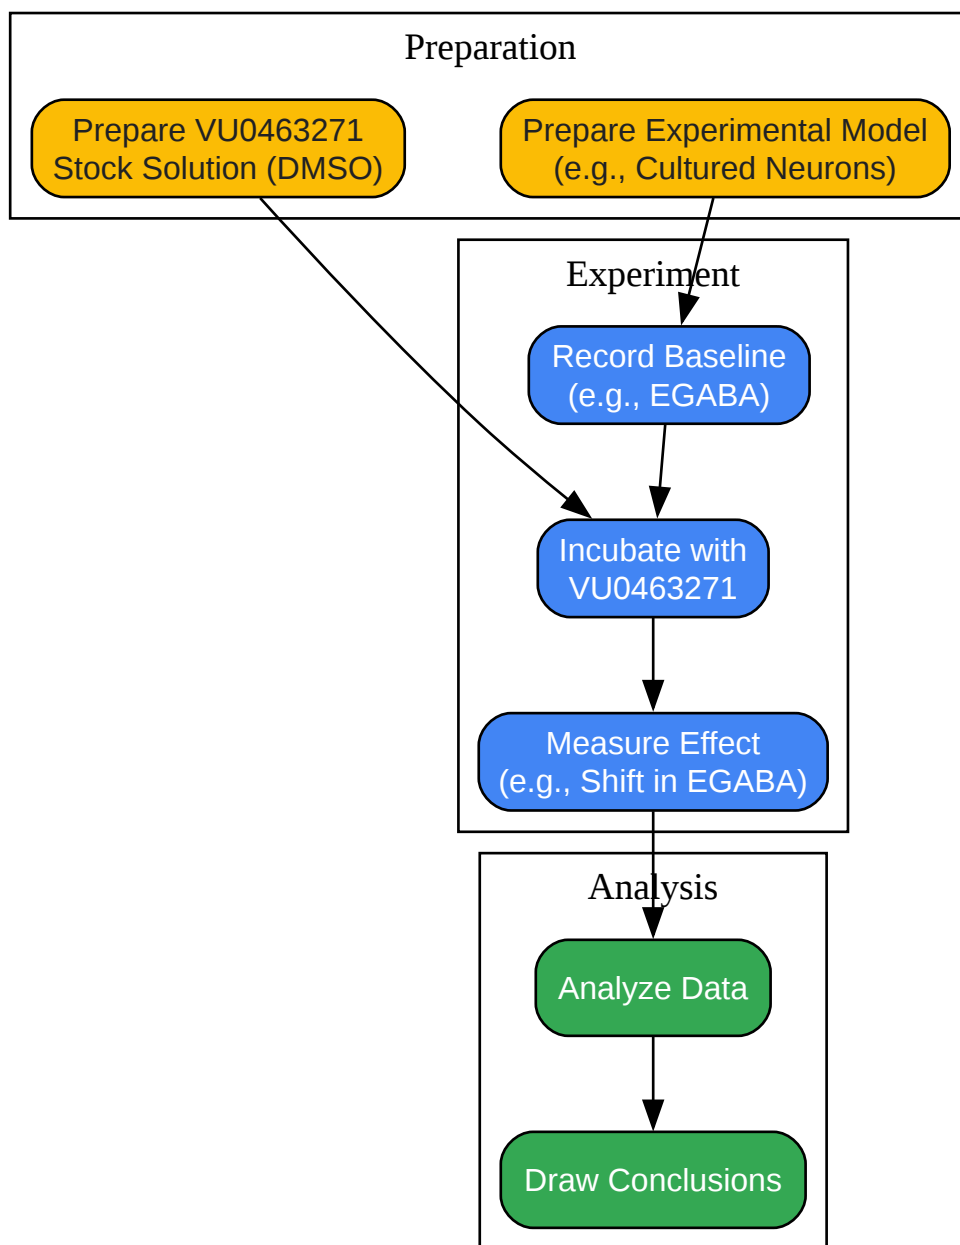 Preparation
Prepare VU0463271
Stock Solution (DMSO)
Prepare Experimental Model
(e.g., Cultured Neurons)
Experiment
Record Baseline
(e.g., EGABA)
Incubate with
VU0463271
Measure Effect
(e.g., Shift in EGABA)
Analysis
Analyze Data
Draw Conclusions